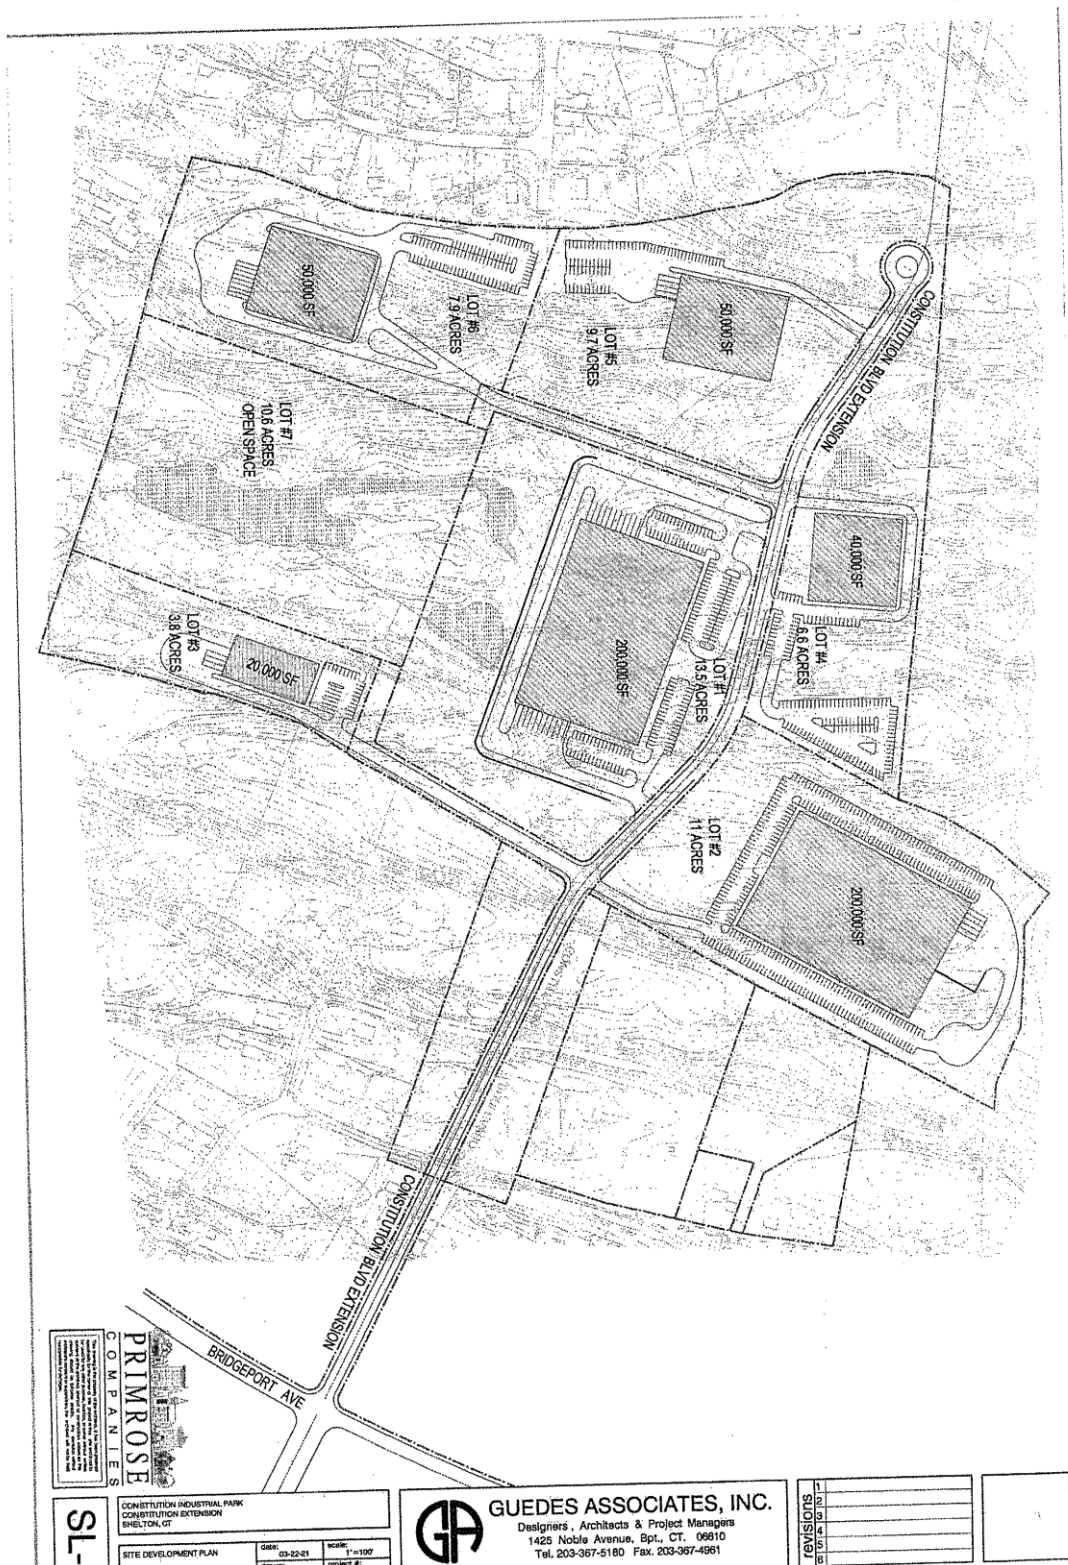 CONSTITUTION BLVD EXTENSION
50,000 SF
LOT #6
7.9 ACRES
50,000 SF
LOT #5
9.7 ACRES
LOT #7
10.6 ACRES
OPEN SPACE
40,000 SF
LOT #4
6.6 ACRES
200,000 SF
LOT #1
13.5 ACRES
LOT #3
3.8 ACRES
20,000 SF
LOT #2
11 ACRES
200,000 SF
CONSTITUTION BLVD EXTENSION
BRIDGEPORT AVE
PRIMROSE
COMPANIES
SL-
CONSTITUTION INDUSTRIAL PARK
CONSTITUTION EXTENSION
SHELTON, CT
SITE DEVELOPMENT PLAN
date:
03-22-21
scale:
1"=100'
project #:
GA
GUEDES ASSOCIATES, INC.
Designers, Architects & Project Managers
1425 Noble Avenue, Bpt., CT. 06610
Tel. 203-367-5160 Fax. 203-367-4961
revisions
1
2
3
4
5
6